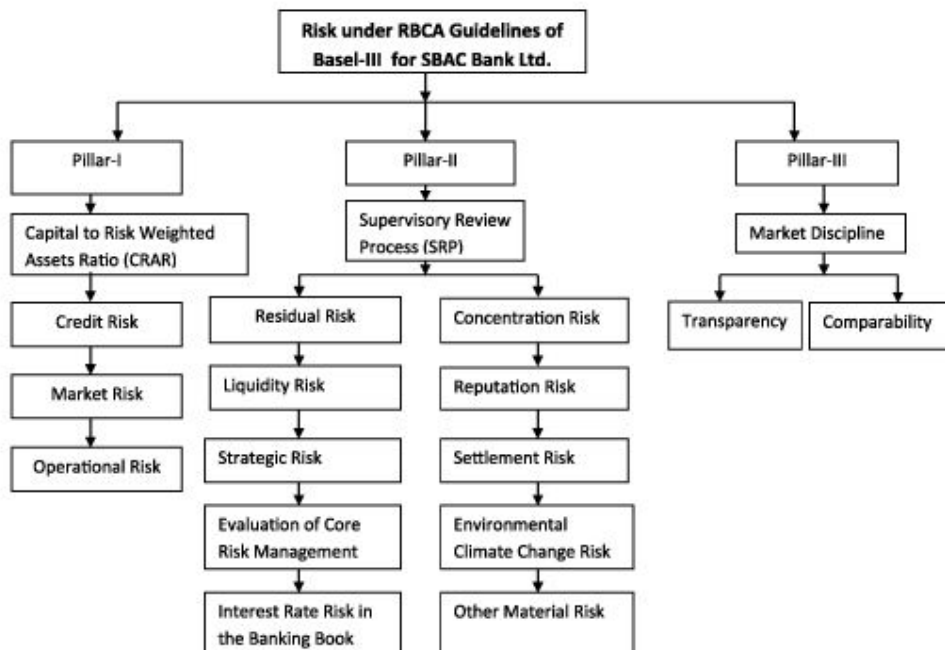 Risk under RBCA Guidelines of
Basel-III for SBAC Bank Ltd.
Pillar-I
Pillar-II
Pillar-III
Capital to Risk Weighted
Assets Ratio (CRAR)
Supervisory Review
Process (SRP)
Market Discipline
Credit Risk
Residual Risk
Concentration Risk
Transparency
Comparability
Market Risk
Liquidity Risk
Reputation Risk
Operational Risk
Strategic Risk
Settlement Risk
Evaluation of Core
Risk Management
Environmental
Climate Change Risk
Interest Rate Risk in
the Banking Book
Other Material Risk